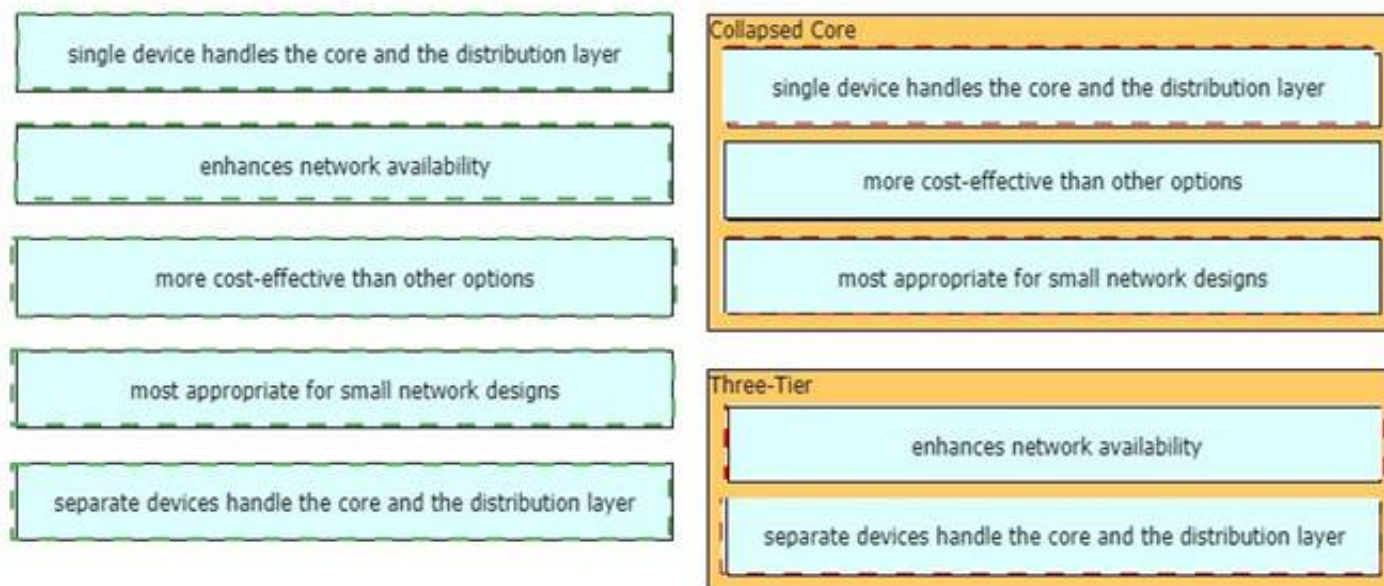 single device handles the core and the distribution layer
enhances network availability
more cost-effective than other options
most appropriate for small network designs
separate devices handle the core and the distribution layer
Collapsed Core
single device handles the core and the distribution layer
more cost-effective than other options
most appropriate for small network designs
Three-Tier
enhances network availability
separate devices handle the core and the distribution layer